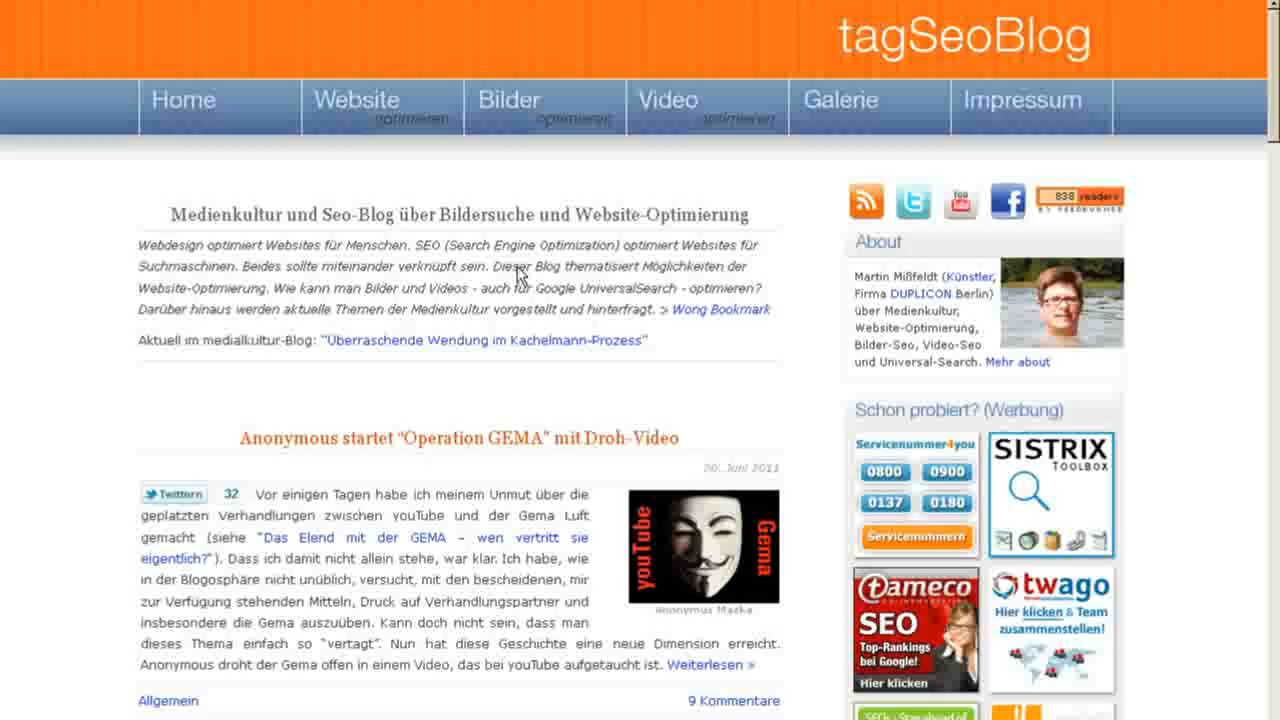 tagSeoBlog
Home
Website
optimieren
Bilder
optimieren
Video
optimieren
Galerie
Impressum
Medienkultur und Seo-Blog über Bildersuche und Website-Optimierung
Webdesign optimiert Websites für Menschen. SEO (Search Engine Optimization) optimiert Websites für
Suchmaschinen. Beides sollte miteinander verknüpft sein. Dieser Blog thematisiert Möglichkeiten der
Website-Optimierung. Wie kann man Bilder und Videos - auch für Google UniversalSearch - optimieren?
Darüber hinaus werden aktuelle Themen der Medienkultur vorgestellt und hinterfragt. :> Wong Bookmark
Aktuell im medialkultur-Blog: "Überraschende Wendung im Kachelmann-Prozess"
Anonymous startet "Operation GEMA" mit Droh-Video
20. Juni 2011
Twittern 32 Vor einigen Tagen habe ich meinem Unmut über die
geplatzten Verhandlungen zwischen youTube und der Gema Luft
gemacht (siehe "Das Elend mit der GEMA – wen vertritt sie
eigentlich?"). Dass ich damit nicht alleine stehe, war klar. Ich habe, wie
in der Blogosphäre nicht unüblich, versucht, mit den bescheidenen, mir
zur Verfügung stehenden Mitteln, Druck auf Verhandlungspartner und
insbesondere die Gema auszuüben. Kann doch nicht sein, dass man
dieses Thema einfach so "vertagt". Nun hat diese Geschichte eine neue Dimension erreicht.
Anonymous droht der Gema offen in einem Video, das bei youTube aufgetaucht ist. Weiterlesen »
youTube
Gema
Anonymus Maske
Allgemein
9 Kommentare
You
Tube
838 readers
BY FEEDBURNER
About
Martin Mißfeldt (Künstler,
Firma DUPLICON Berlin)
über Medienkultur,
Website-Optimierung,
Bilder-Seo, Video-Seo
und Universal-Search. Mehr about
Schon probiert? (Werbung)
Servicenummer4you
0800 0900
0137 0180
Servicenummern
SISTRIX
TOOLBOX
tameco
SEO
Top-Rankings
bei Google!
Hier klicken
twago
Hier klicken & Team
zusammenstellen!